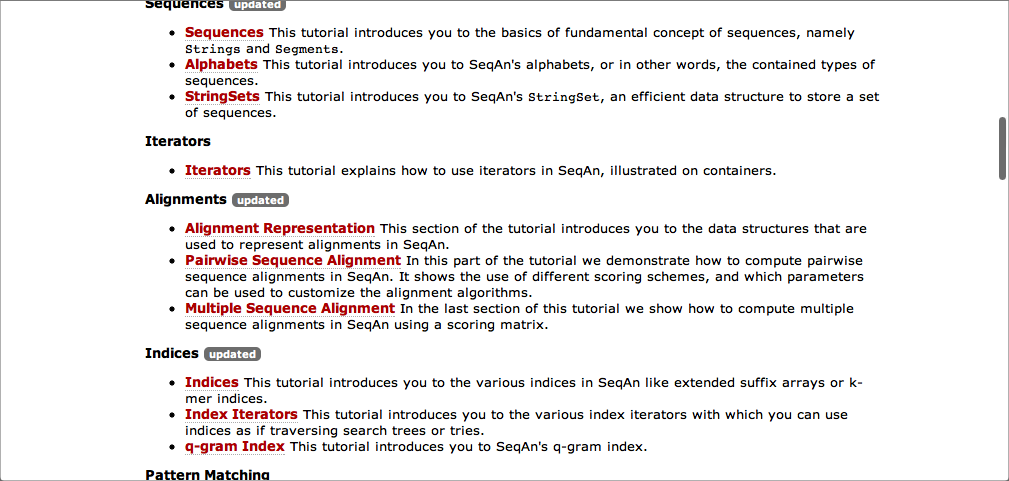 Sequences updated
Sequences This tutorial introduces you to the basics of fundamental concept of sequences, namely
Strings and Segments.
Alphabets This tutorial introduces you to SeqAn's alphabets, or in other words, the contained types of
sequences.
StringSets This tutorial introduces you to SeqAn's StringSet, an efficient data structure to store a set
of sequences.
Iterators
Iterators This tutorial explains how to use iterators in SeqAn, illustrated on containers.
Alignments updated
Alignment Representation This section of the tutorial introduces you to the data structures that are
used to represent alignments in SeqAn.
Pairwise Sequence Alignment In this part of the tutorial we demonstrate how to compute pairwise
sequence alignments in SeqAn. It shows the use of different scoring schemes, and which parameters
can be used to customize the alignment algorithms.
Multiple Sequence Alignment In the last section of this tutorial we show how to compute multiple
sequence alignments in SeqAn using a scoring matrix.
Indices updated
Indices This tutorial introduces you to the various indices in SeqAn like extended suffix arrays or k-
mer indices.
Index Iterators This tutorial introduces you to the various index iterators with which you can use
indices as if traversing search trees or tries.
q-gram Index This tutorial introduces you to SeqAn's q-gram index.
Pattern Matching